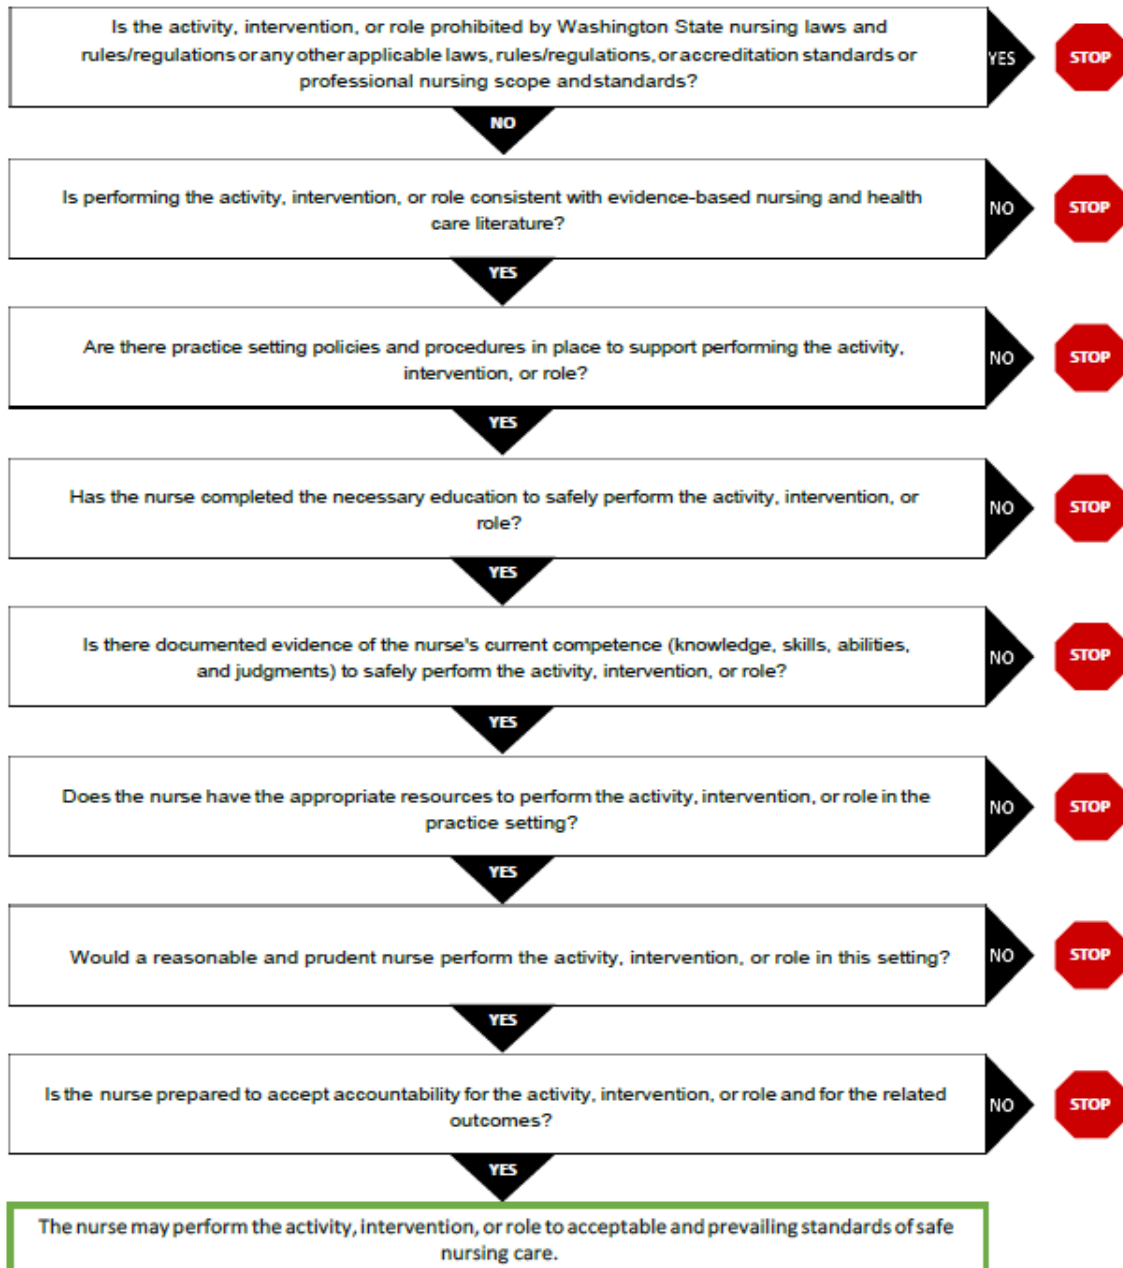 Is the activity, intervention, or role prohibited by Washington State nursing laws and
rules/regulations or any other applicable laws, rules/regulations, or accreditation standards or
professional nursing scope and standards?
YES
STOP
NO
Is performing the activity, intervention, or role consistent with evidence-based nursing and health
care literature?
NO
STOP
YES
Are there practice setting policies and procedures in place to support performing the activity,
intervention, or role?
NO
STOP
YES
Has the nurse completed the necessary education to safely perform the activity, intervention, or
role?
NO
STOP
YES
Is there documented evidence of the nurse's current competence (knowledge, skills, abilities,
and judgments) to safely perform the activity, intervention, or role?
NO
STOP
YES
Does the nurse have the appropriate resources to perform the activity, intervention, or role in the
practice setting?
NO
STOP
YES
Would a reasonable and prudent nurse perform the activity, intervention, or role in this setting?
NO
STOP
YES
Is the nurse prepared to accept accountability for the activity, intervention, or role and for the related
outcomes?
NO
STOP
YES
The nurse may perform the activity, intervention, or role to acceptable and prevailing standards of safe
nursing care.